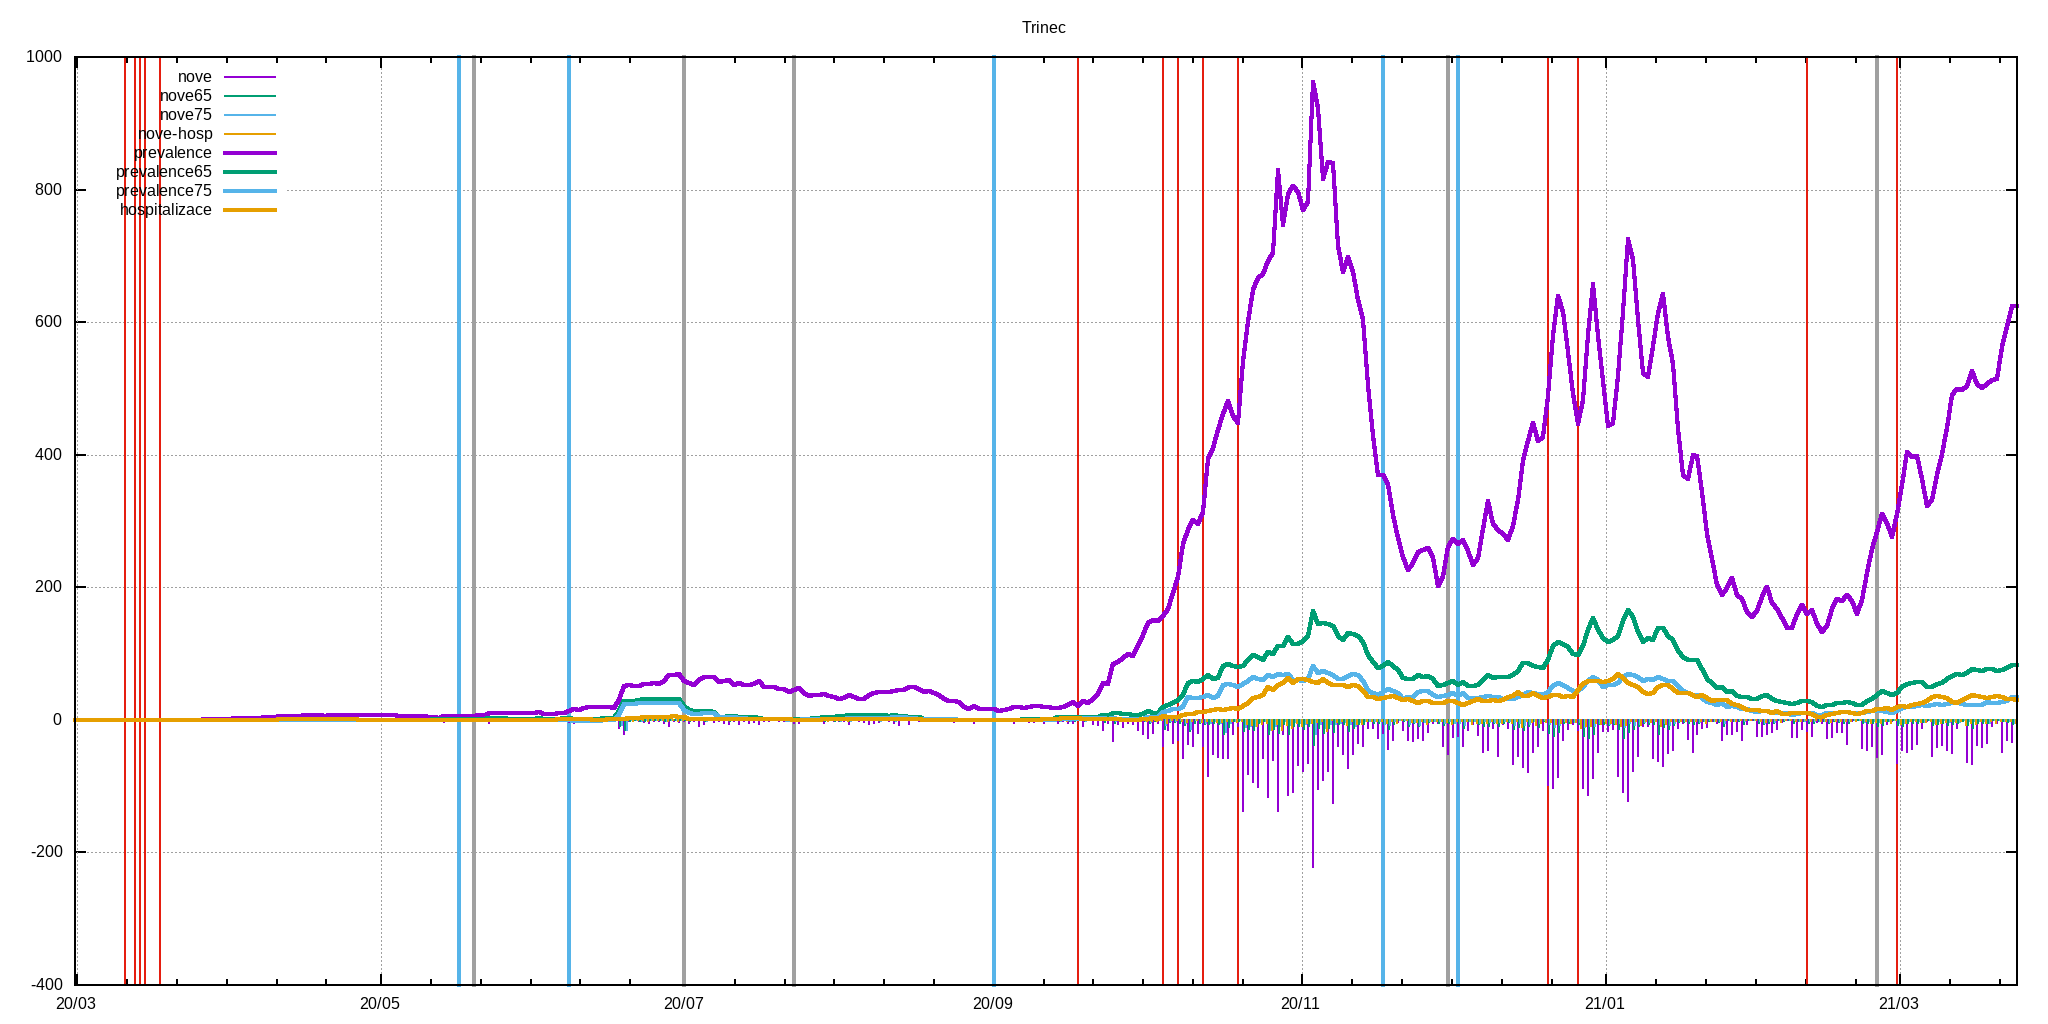 Trinec
1000
800
600
400
200
0
-200
-400
nove
nove65
nove75
nove-hosp
prevalence
prevalence65
prevalence75
hospitalizace
20/03 20/05 20/07 20/09 20/11 21/01 21/03